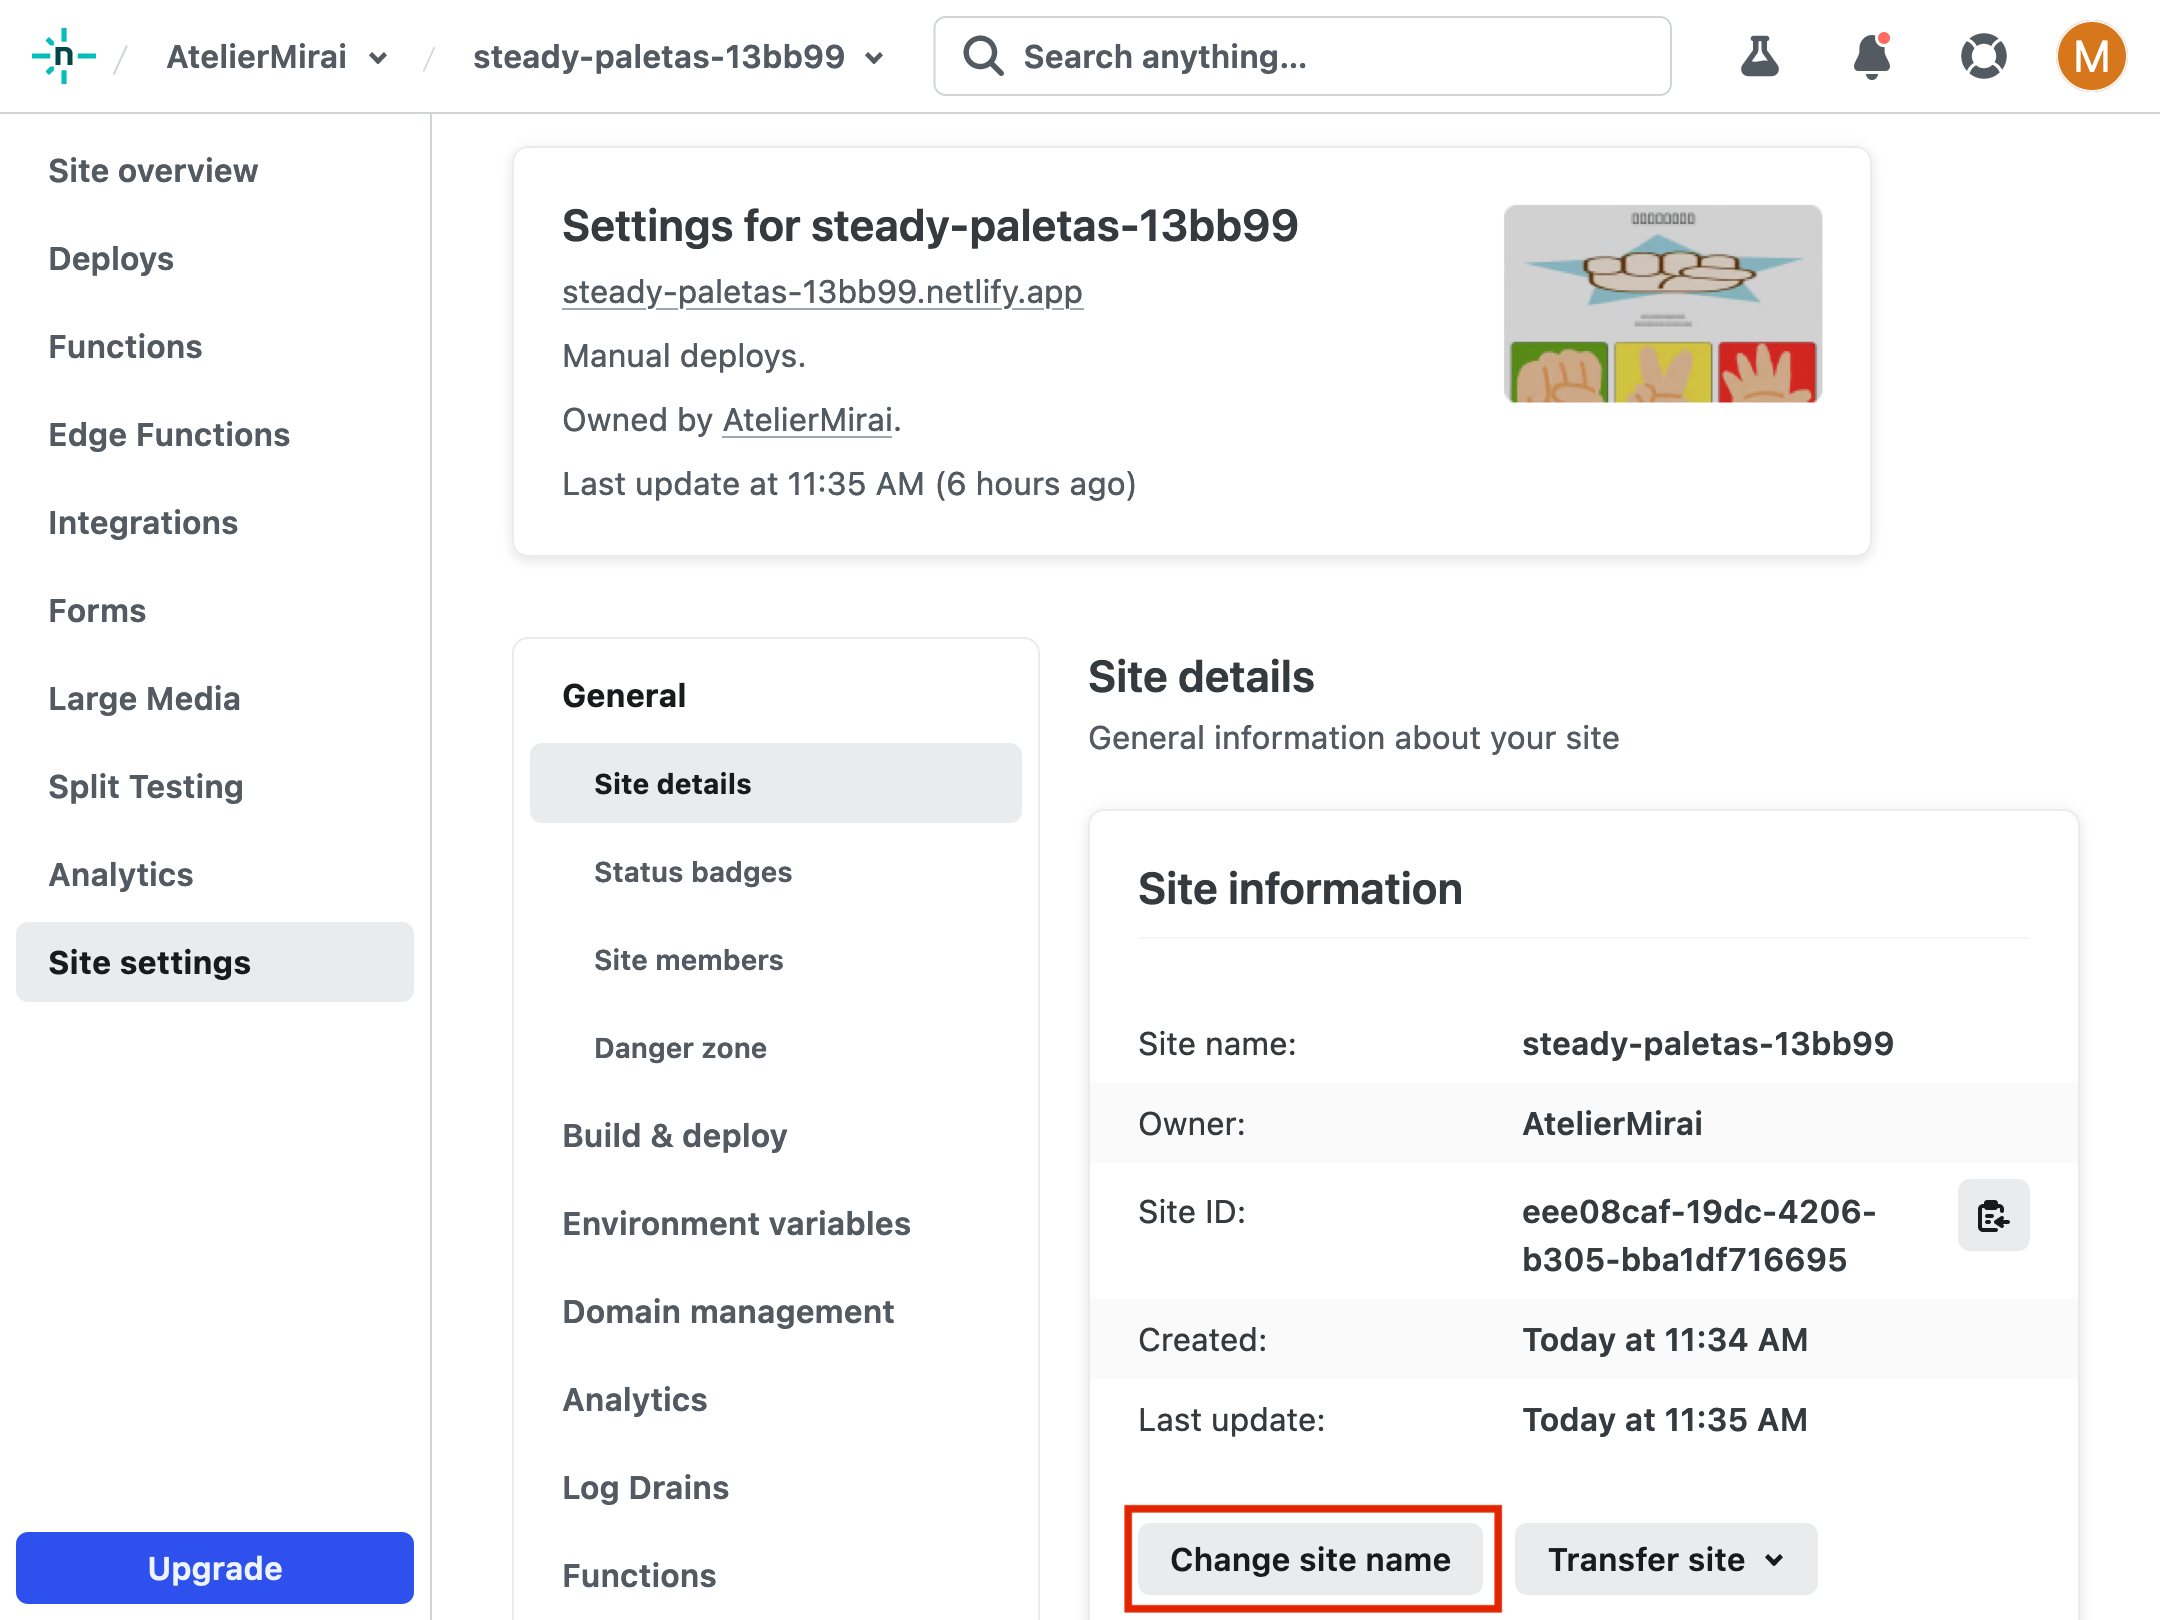 n / AtelierMirai / steady-paletas-13bb99 Search anything... M
Site overview
Deploys
Functions
Edge Functions
Integrations
Forms
Large Media
Split Testing
Analytics
Site settings
Upgrade
Settings for steady-paletas-13bb99
steady-paletas-13bb99.netlify.app
Manual deploys.
Owned by AtelierMirai.
Last update at 11:35 AM (6 hours ago)
General
Site details
Status badges
Site members
Danger zone
Build & deploy
Environment variables
Domain management
Analytics
Log Drains
Functions
Site details
General information about your site
Site information
Site name: steady-paletas-13bb99
Owner: AtelierMirai
Site ID: eee08caf-19dc-4206-
b305-bba1df716695
Created: Today at 11:34 AM
Last update: Today at 11:35 AM
Change site name Transfer site